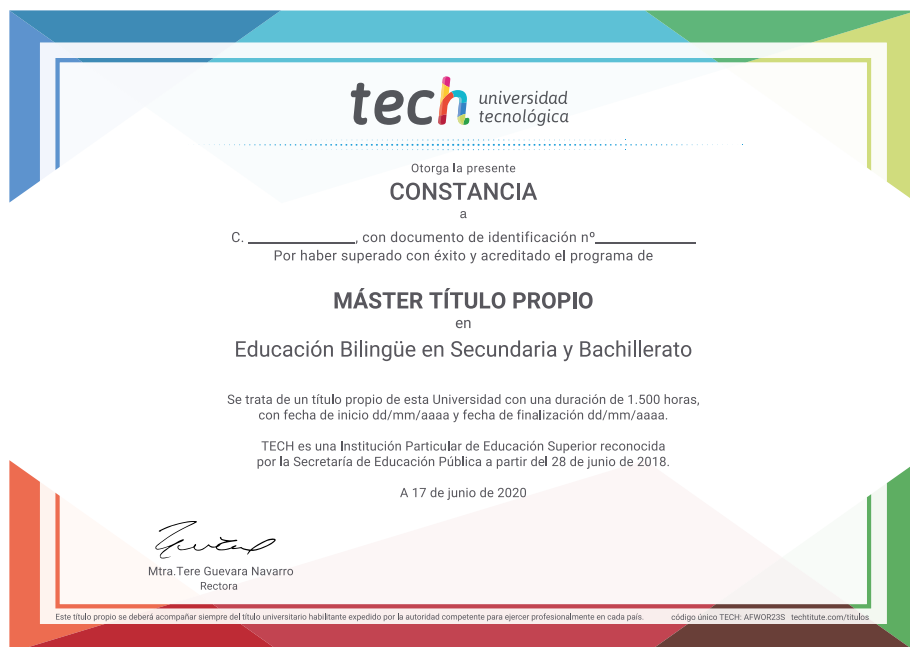 tech universidad
tecnológica
Otorga la presente
CONSTANCIA
a
C. ____________, con documento de identificación nº____________
Por haber superado con éxito y acreditado el programa de
MÁSTER TÍTULO PROPIO
en
Educación Bilingüe en Secundaria y Bachillerato
Se trata de un título propio de esta Universidad con una duración de 1.500 horas,
con fecha de inicio dd/mm/aaaa y fecha de finalización dd/mm/aaaa.
TECH es una Institución Particular de Educación Superior reconocida
por la Secretaría de Educación Pública a partir del 28 de junio de 2018.
A 17 de junio de 2020
Mtra.Tere Guevara Navarro
Rectora
Este título propio se deberá acompañar siempre del título universitario habilitante expedido por la autoridad competente para ejercer profesionalmente en cada país. código único TECH: AFWOR23S techtitute.com/titulos